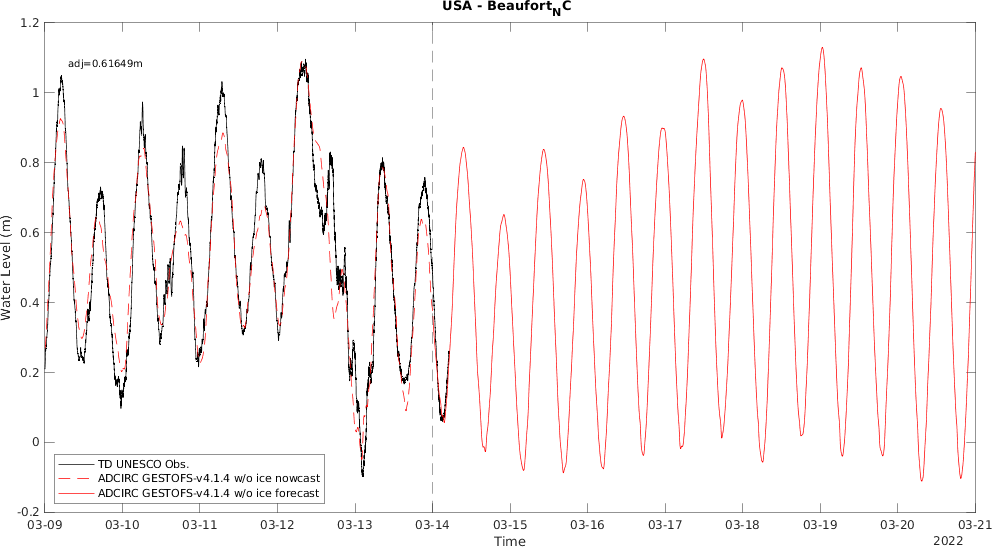 USA - Beaufort_NC
adj=0.61649m
1.2
1
0.8
0.6
0.4
0.2
0
-0.2
Water Level (m)
TD UNESCO Obs.
ADCIRC GESTOFS-v4.1.4 w/o ice nowcast
ADCIRC GESTOFS-v4.1.4 w/o ice forecast
03-09 03-10 03-11 03-12 03-13 03-14 03-15 03-16 03-17 03-18 03-19 03-20 03-21
Time
2022